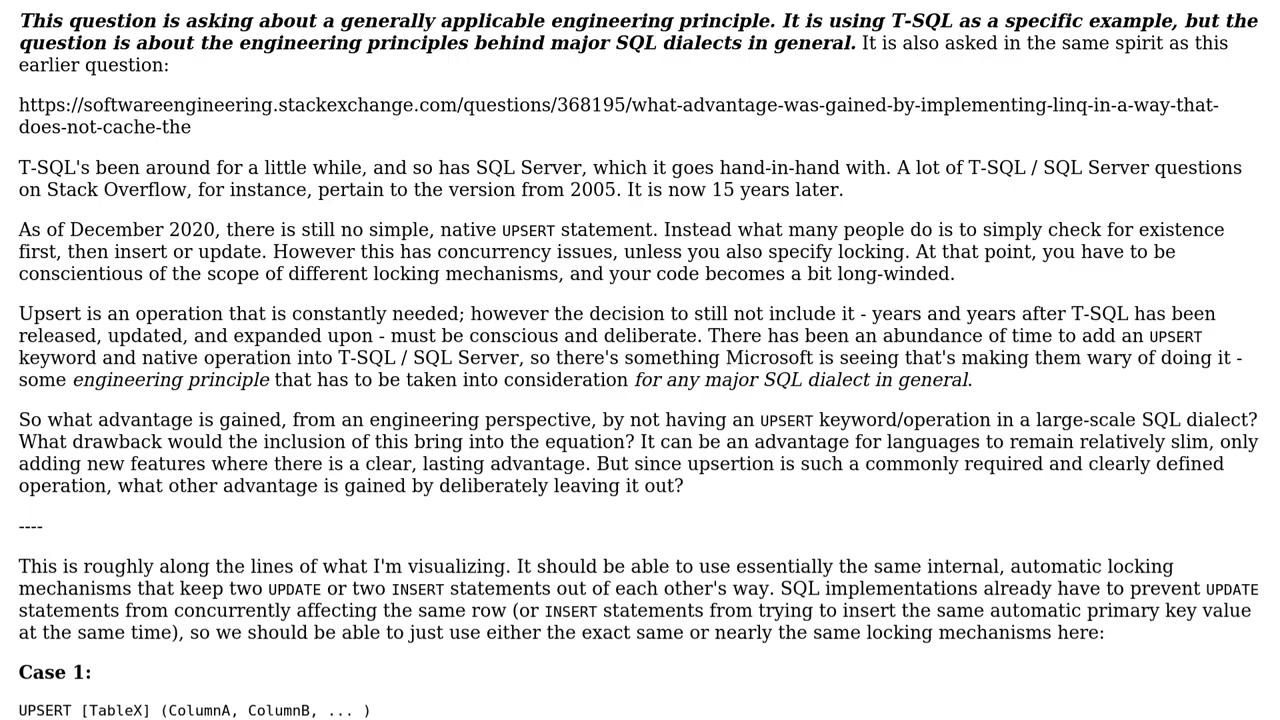 This question is asking about a generally applicable engineering principle. It is using T-SQL as a specific example, but the
question is about the engineering principles behind major SQL dialects in general. It is also asked in the same spirit as this
earlier question:
https://softwareengineering.stackexchange.com/questions/368195/what-advantage-was-gained-by-implementing-linq-in-a-way-that-
does-not-cache-the
T-SQL's been around for a little while, and so has SQL Server, which it goes hand-in-hand with. A lot of T-SQL / SQL Server questions
on Stack Overflow, for instance, pertain to the version from 2005. It is now 15 years later.
As of December 2020, there is still no simple, native UPSERT statement. Instead what many people do is to simply check for existence
first, then insert or update. However this has concurrency issues, unless you also specify locking. At that point, you have to be
conscientious of the scope of different locking mechanisms, and your code becomes a bit long-winded.
Upsert is an operation that is constantly needed; however the decision to still not include it - years and years after T-SQL has been
released, updated, and expanded upon - must be conscious and deliberate. There has been an abundance of time to add an UPSERT
keyword and native operation into T-SQL / SQL Server, so there's something Microsoft is seeing that's making them wary of doing it -
some engineering principle that has to be taken into consideration for any major SQL dialect in general.
So what advantage is gained, from an engineering perspective, by not having an UPSERT keyword/operation in a large-scale SQL dialect?
What drawback would the inclusion of this bring into the equation? It can be an advantage for languages to remain relatively slim, only
adding new features where there is a clear, lasting advantage. But since upsertion is such a commonly required and clearly defined
operation, what other advantage is gained by deliberately leaving it out?
----
This is roughly along the lines of what I'm visualizing. It should be able to use essentially the same internal, automatic locking
mechanisms that keep two UPDATE or two INSERT statements out of each other's way. SQL implementations already have to prevent UPDATE
statements from concurrently affecting the same row (or INSERT statements from trying to insert the same automatic primary key value
at the same time), so we should be able to just use either the exact same or nearly the same locking mechanisms here:
Case 1:
UPSERT [TableX] (ColumnA, ColumnB, ... )